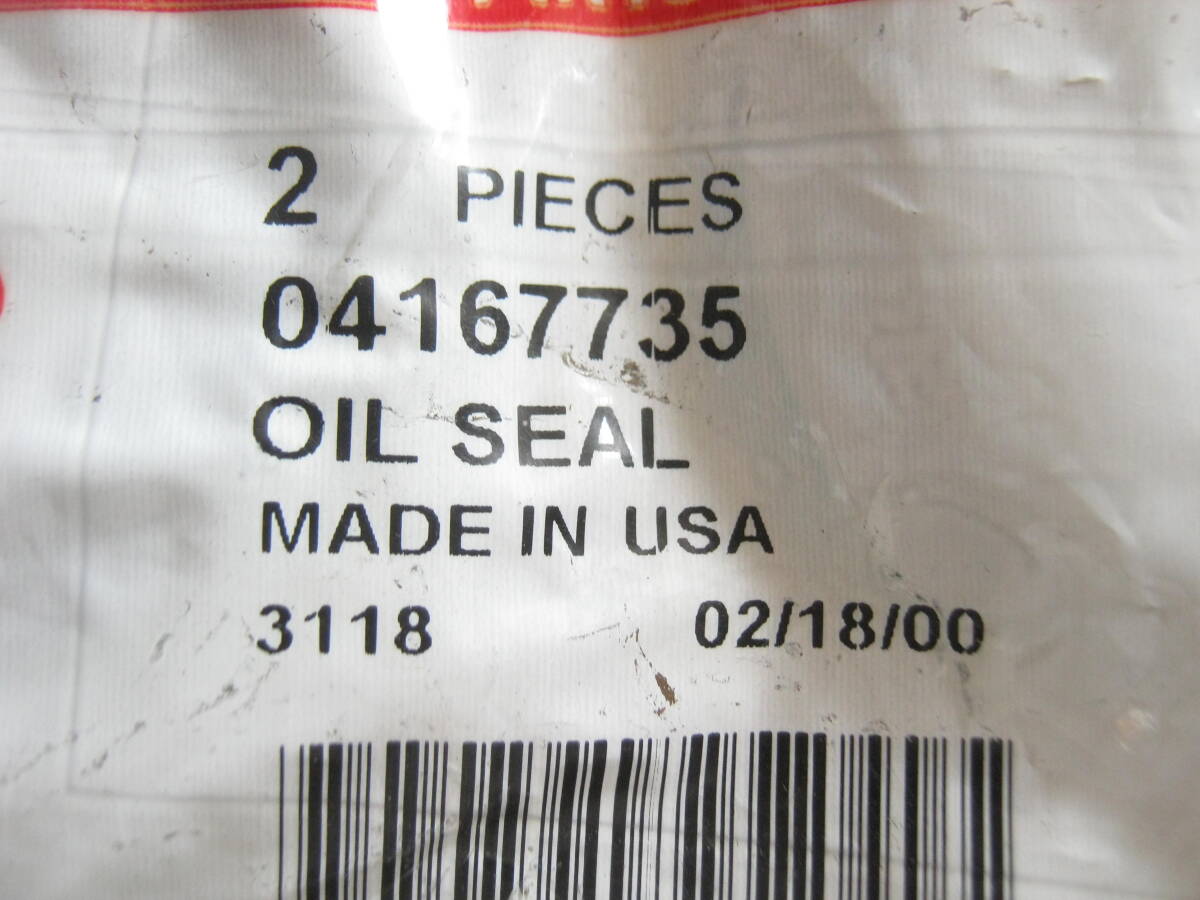 2 PIECES
04167735
OIL SEAL
MADE IN USA
3118 02/18/00